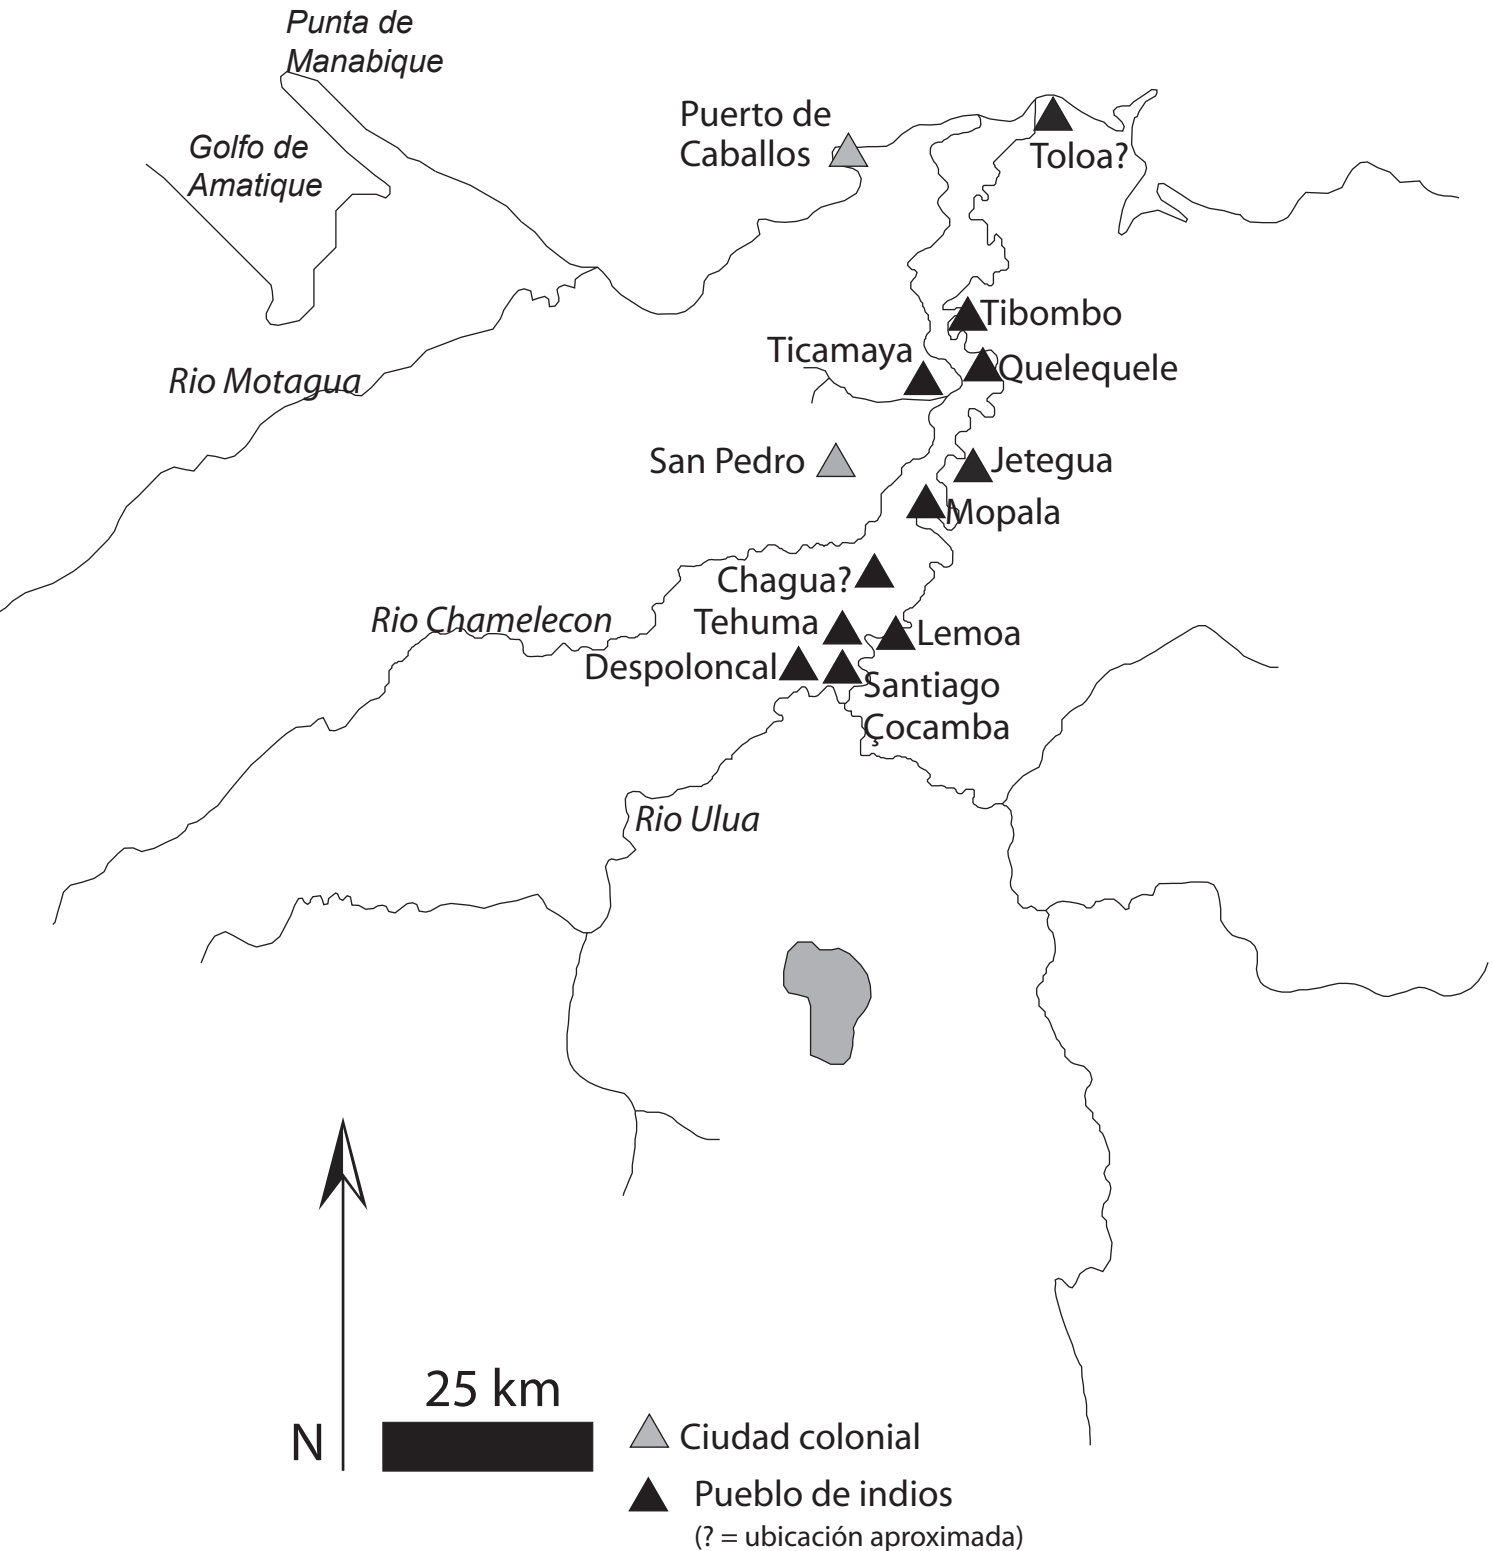 Punta de
Manabique
Golfo de
Amatique
Puerto de
Caballos
Toloa?
Tibombo
Ticamaya
Quelequele
Rio Motagua
San Pedro
Jetegua
Mopala
Chagua?
Rio Chamelecon
Tehuma
Lemoa
Despoloncal
Santiago
Çocamba
Rio Ulua
25 km
N
Ciudad colonial
Pueblo de indios
(? = ubicación aproximada)